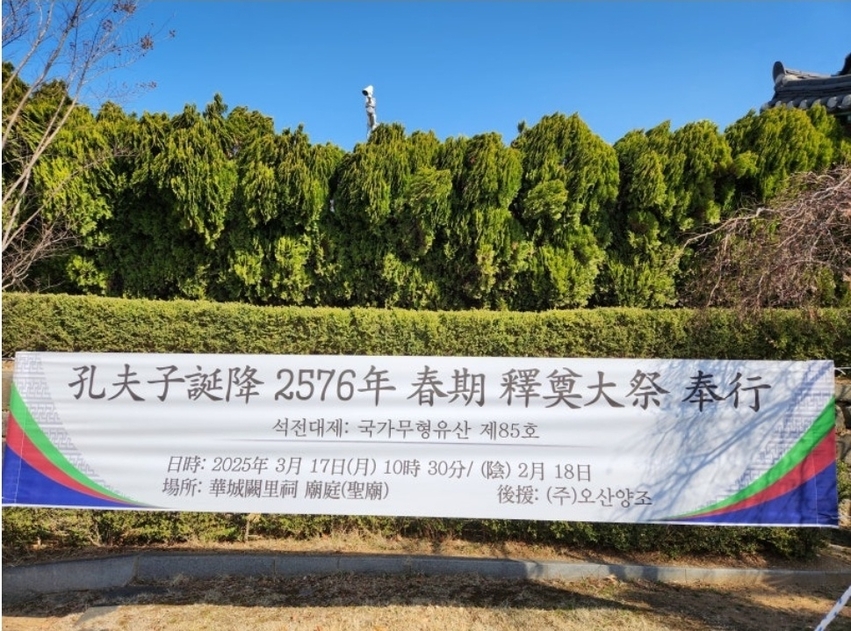 孔夫子誕降 2576年 春期 釋奠大祭 奉行
석전대제: 국가무형유산 제85호
日時: 2025年 3月 17日(月) 10時 30分/ (陰) 2月 18日
場所: 華城闕里祠 廟庭(聖廟) 後援: (주)오산양조